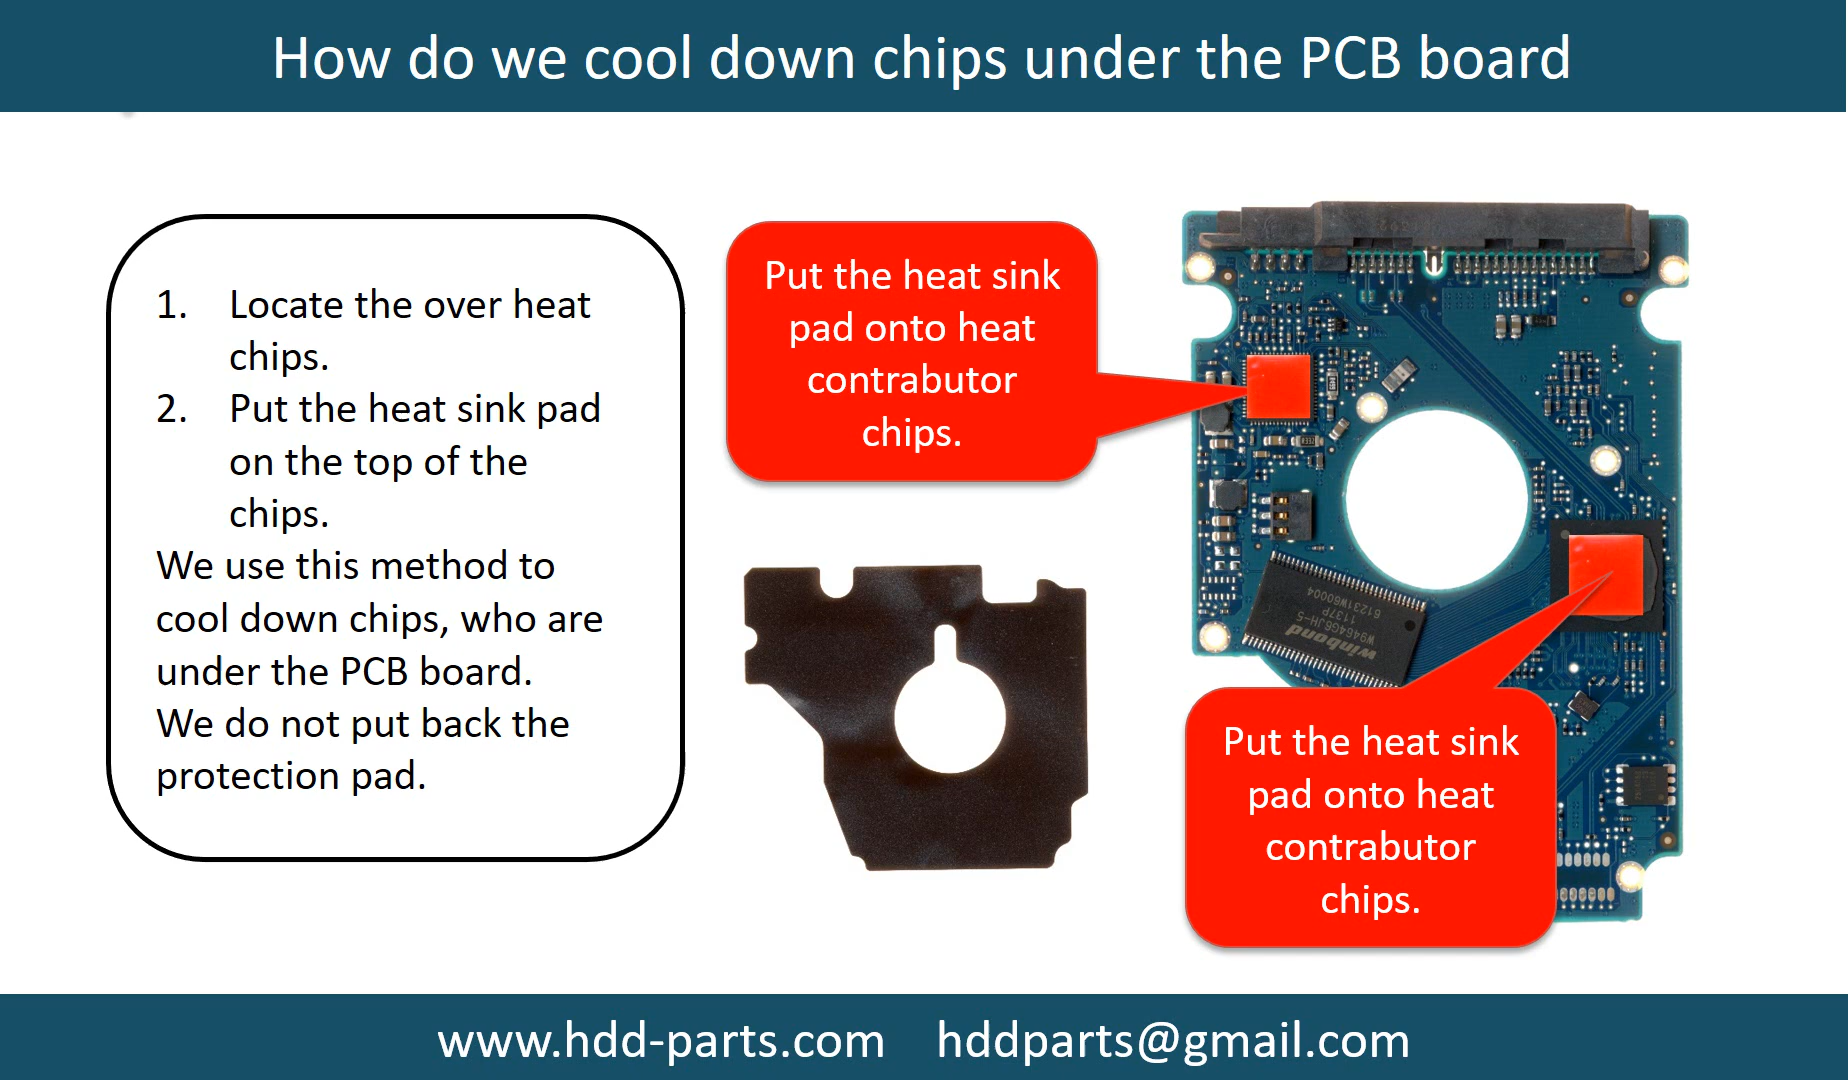 How do we cool down chips under the PCB board
1. Locate the over heat
chips.
2. Put the heat sink pad
on the top of the
chips.
We use this method to
cool down chips, who are
under the PCB board.
We do not put back the
protection pad.
Put the heat sink
pad onto heat
contrabutor
chips.
winbond
W9464G6JH-5
1137P
61231W60004
Put the heat sink
pad onto heat
contrabutor
chips.
www.hdd-parts.com hddparts@gmail.com